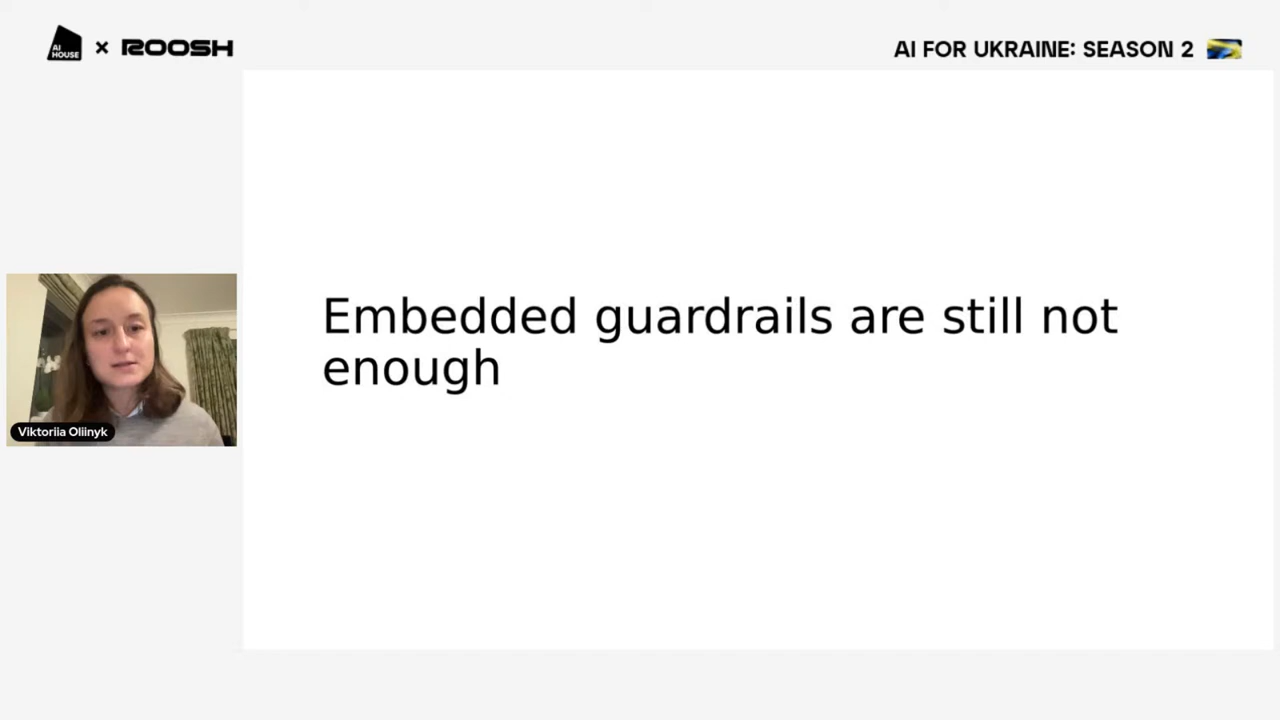 AI
HOUSE
× ROOSH
AI FOR UKRAINE: SEASON 2
Embedded guardrails are still not
enough
Viktoriia Oliinyk